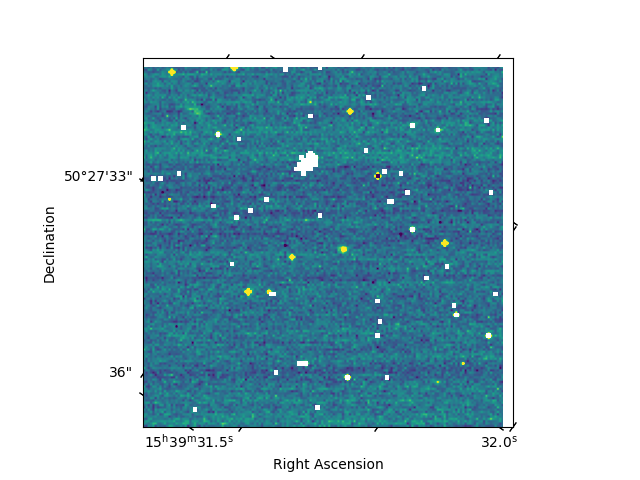 50°27'33"
Declination
36"
15ʰ39ᵐ31.5ˢ
32.0ˢ
Right Ascension